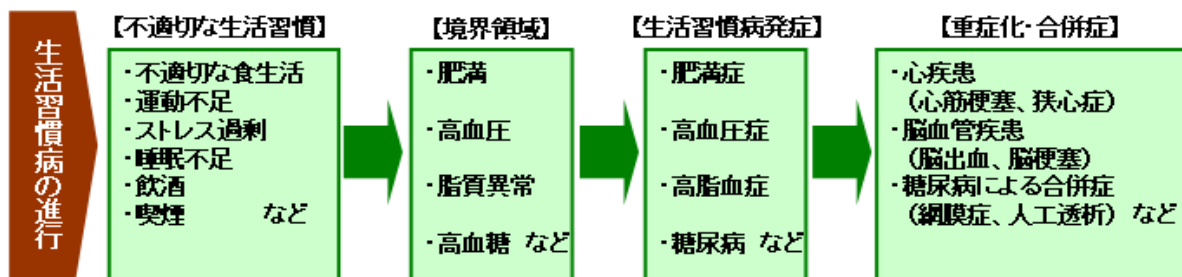 生活習慣病の進行
【不適切な生活習慣】
・不適切な食生活
・運動不足
・ストレス過剰
・睡眠不足
・飲酒
・喫煙 など
【境界領域】
・肥満
・高血圧
・脂質異常
・高血糖 など
【生活習慣病発症】
・肥満症
・高血圧症
・高脂血症
・糖尿病 など
【重症化・合併症】
・心疾患
(心筋梗塞、狭心症)
・脳血管疾患
(脳出血、脳梗塞)
・糖尿病による合併症
(網膜症、人工透析) など